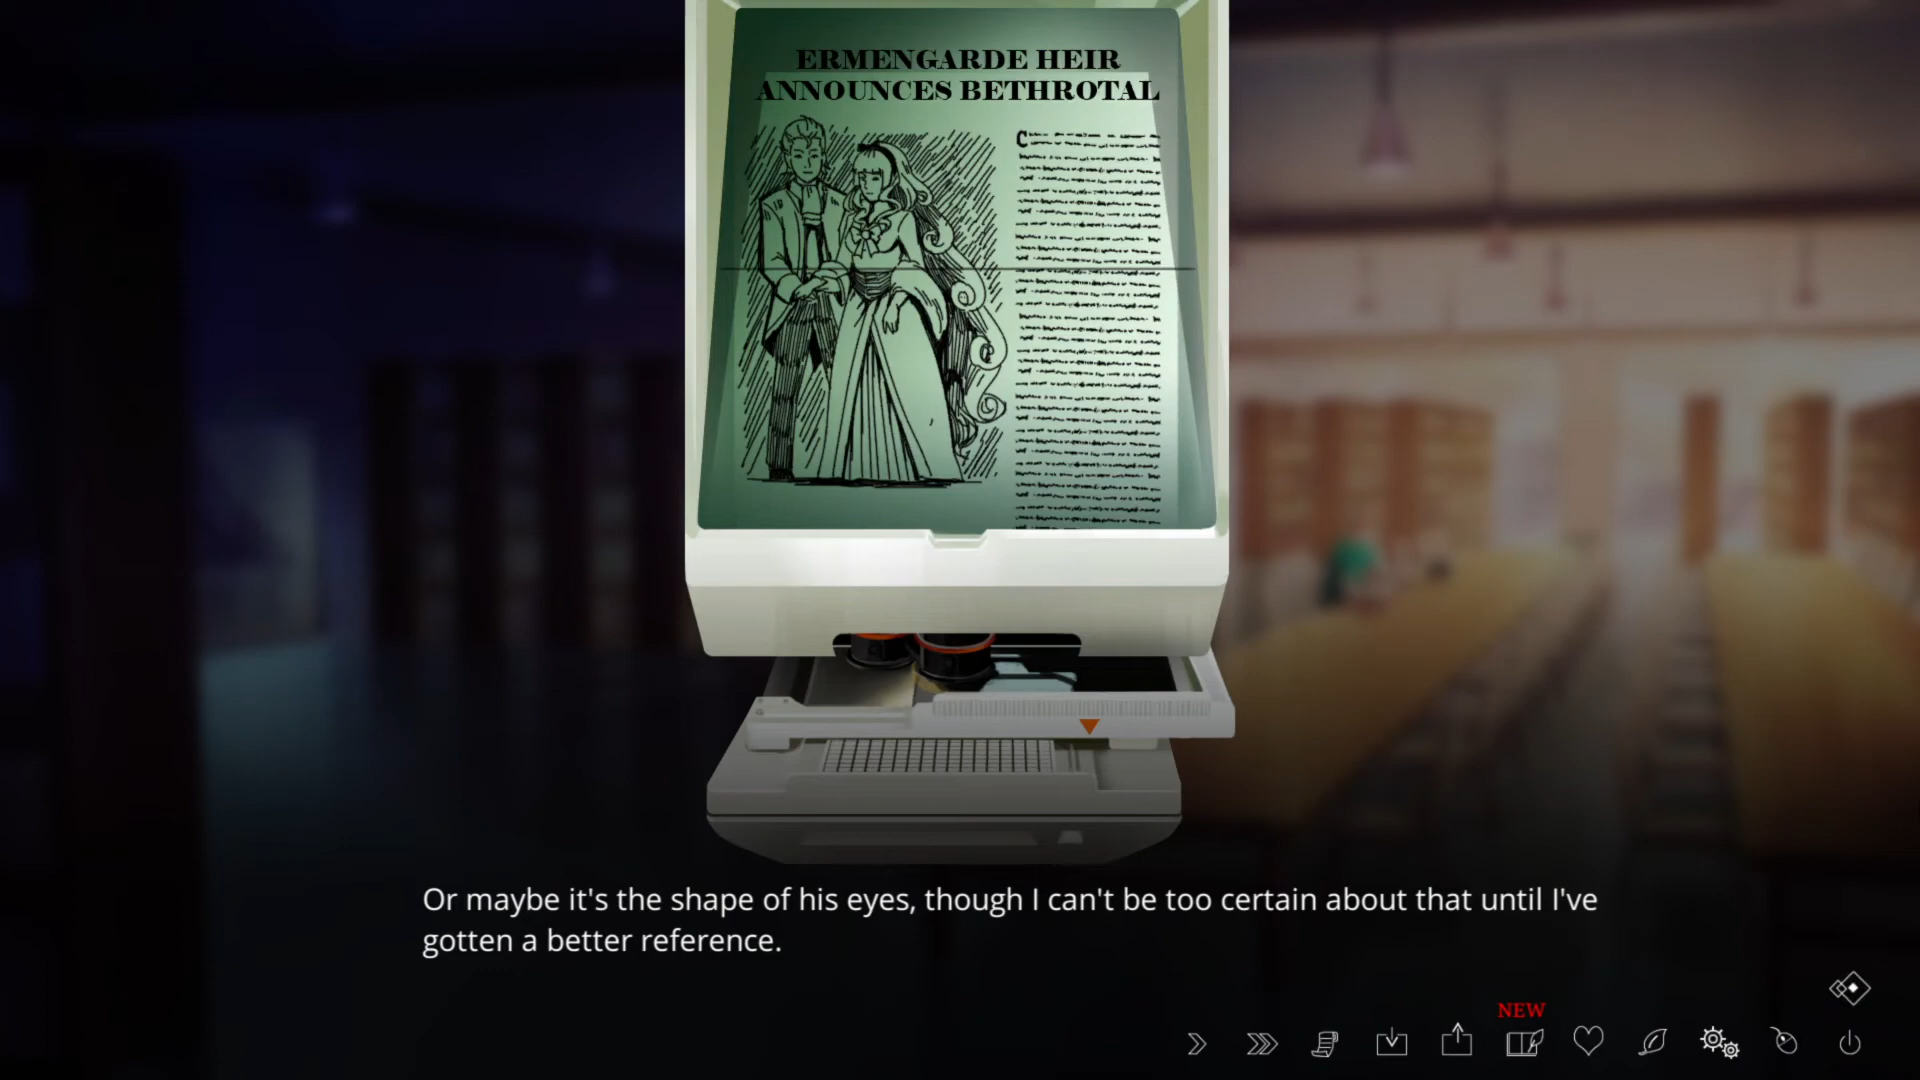 ERMENGARDE HEIR
ANNOUNCES BETHROTAL
Or maybe it's the shape of his eyes, though I can't be too certain about that until I've
gotten a better reference.
NEW